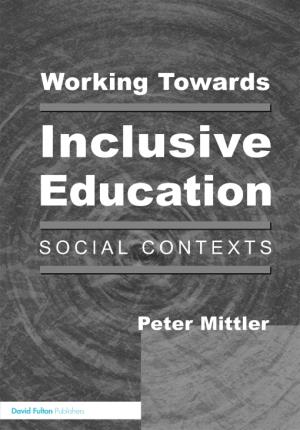 Working Towards
Inclusive
Education
SOCIAL CONTEXTS
Peter Mittler
David Fulton Publishers